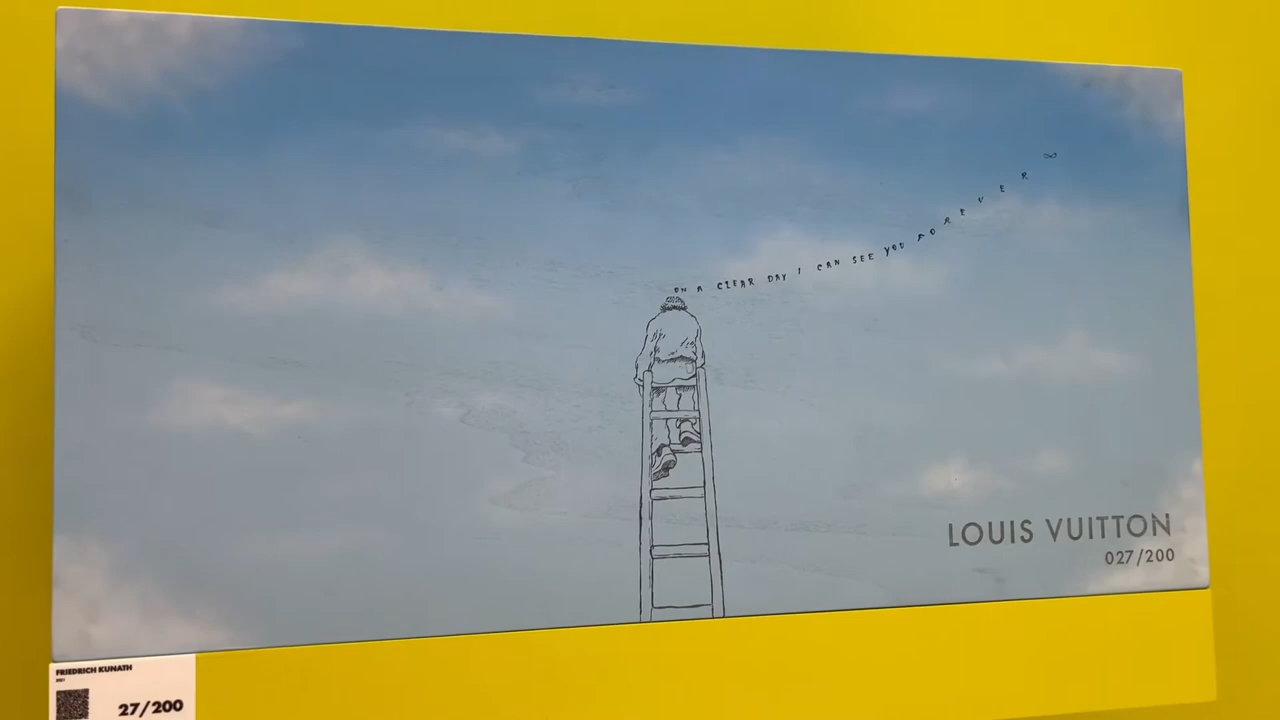 ON A CLEAR DAY I CAN SEE YOU FOREVER
LOUIS VUITTON
027/200
FRIEDRICH KUNATH
27/200